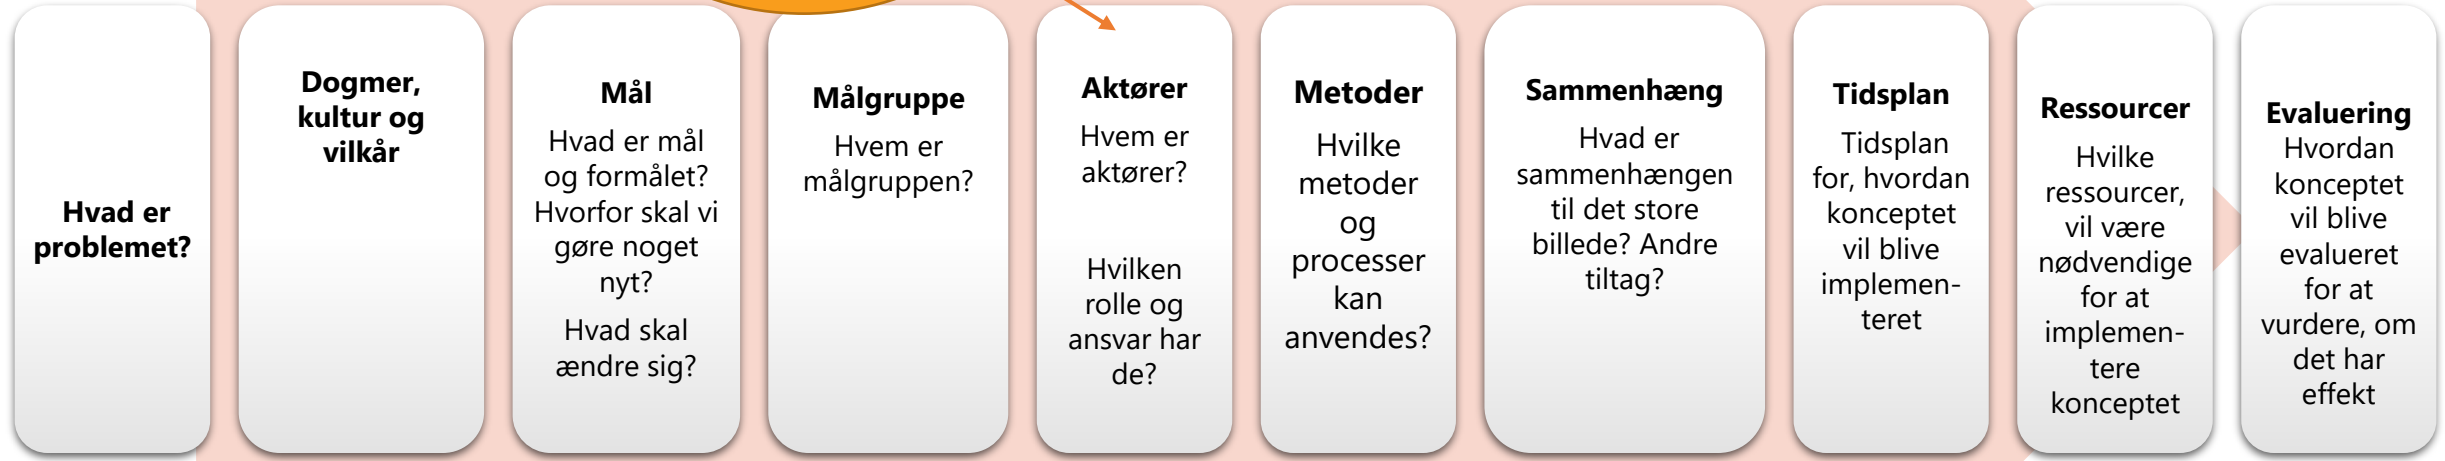 Hvad er
problemet?
Dogmer,
kultur og
vilkår
Mål
Hvad er mål
og formålet?
Hvorfor skal vi
gøre noget
nyt?
Hvad skal
ændre sig?
Målgruppe
Hvem er
målgruppen?
Aktører
Hvem er
aktører?
Hvilken
rolle og
ansvar har
de?
Metoder
Hvilke
metoder
og
processer
kan
anvendes?
Sammenhæng
Hvad er
sammenhængen
til det store
billede? Andre
tiltag?
Tidsplan
Tidsplan
for, hvordan
konceptet
vil blive
implemen-
teret
Ressourcer
Hvilke
ressourcer,
vil være
nødvendige
for at
implemen-
tere
konceptet
Evaluering
Hvordan
konceptet
vil blive
evalueret
for at
vurdere, om
det har
effekt